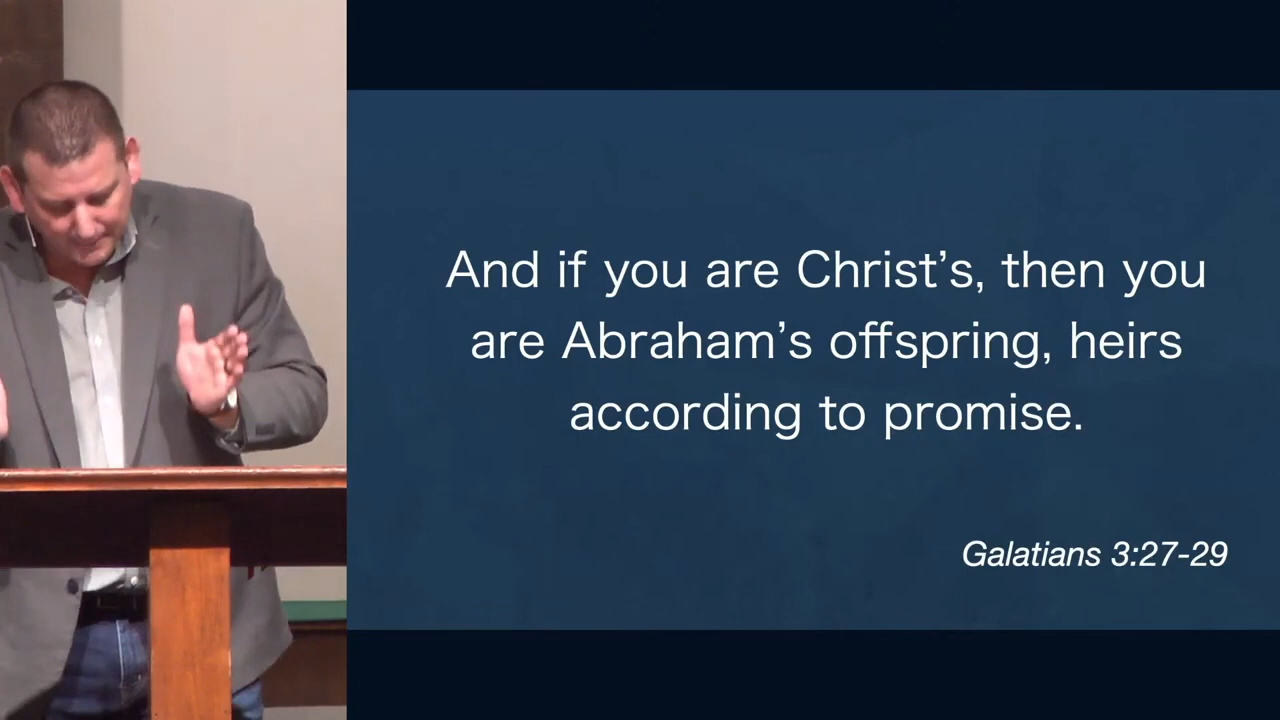 And if you are Christ’s, then you
are Abraham’s offspring, heirs
according to promise.
Galatians 3:27-29